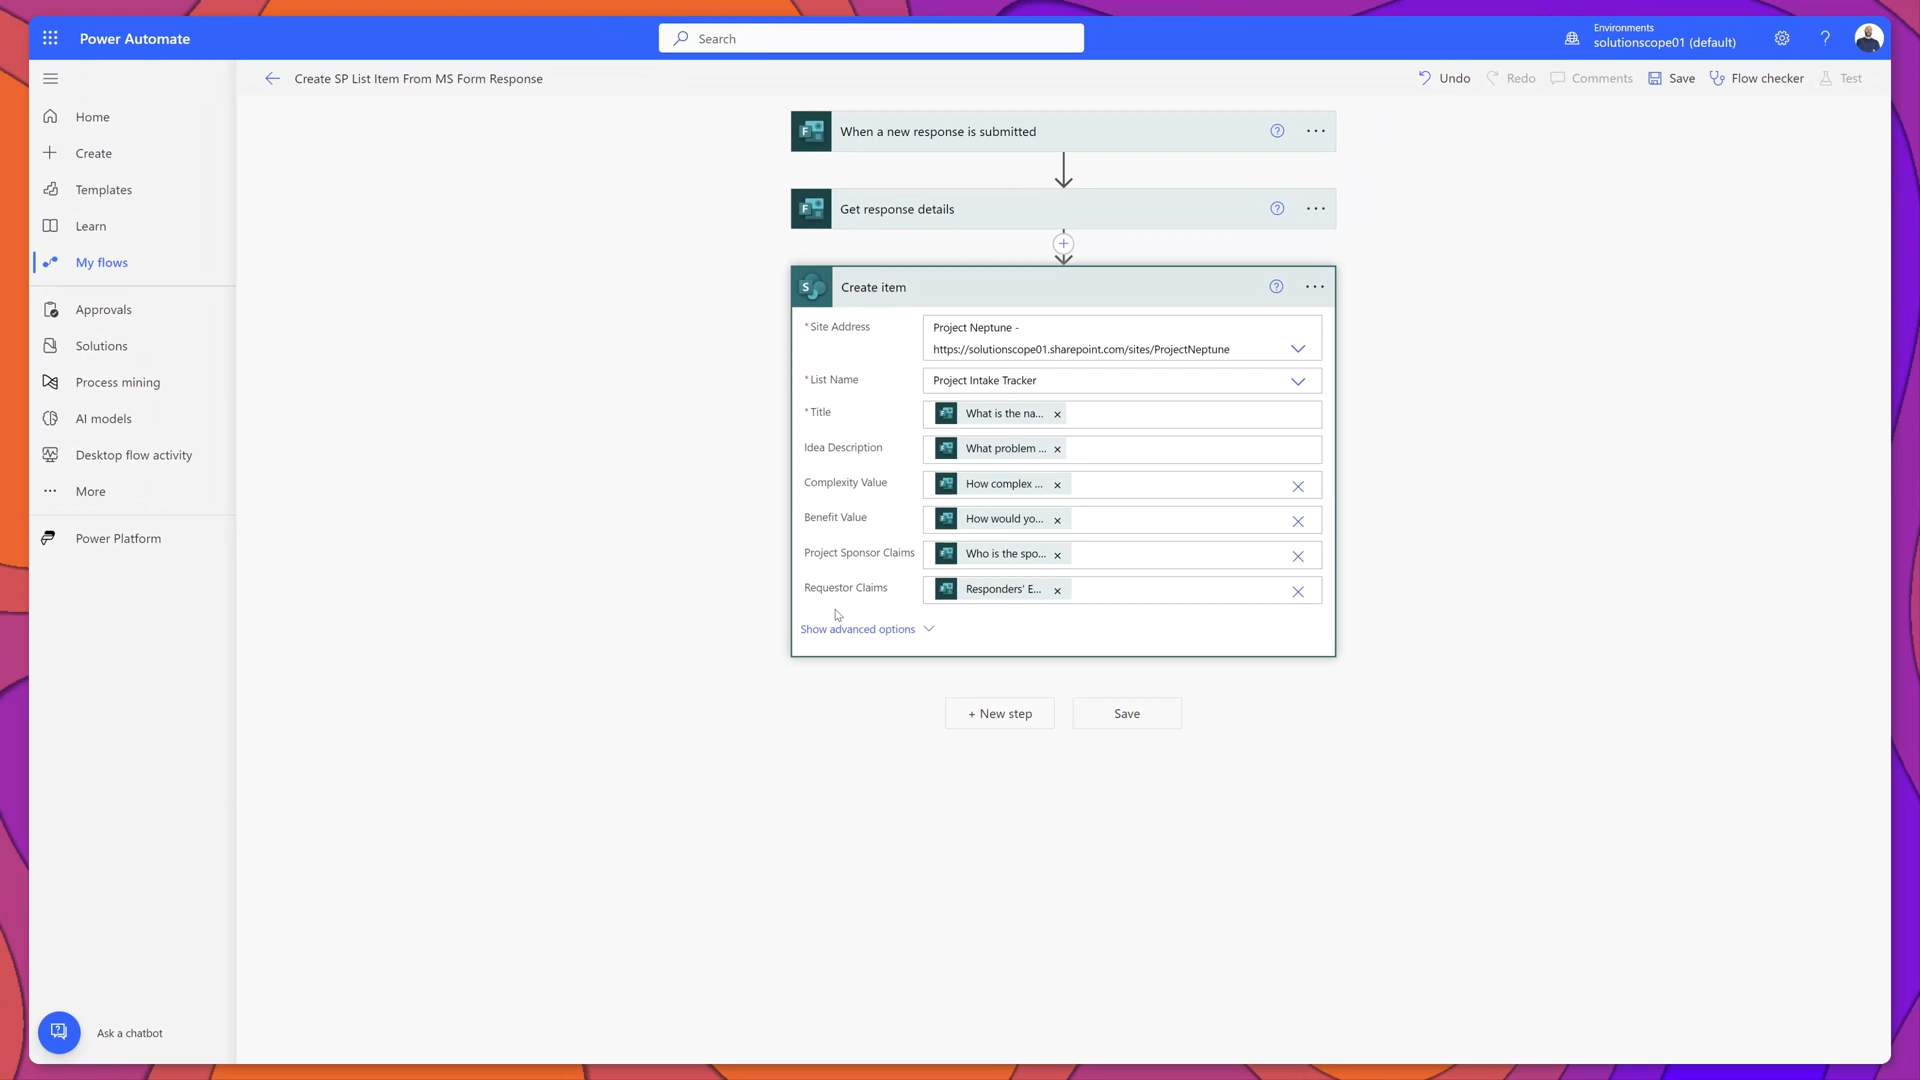 Power Automate
Search
Environments
solutionscope01 (default)
?
Create SP List Item From MS Form Response
Undo
Redo
Comments
Save
Flow checker
Test
Home
Create
Templates
Learn
My flows
Approvals
Solutions
Process mining
AI models
Desktop flow activity
More
Power Platform
Ask a chatbot
F
When a new response is submitted
?
F
Get response details
?
S
Create item
?
* Site Address
Project Neptune -
https://solutionscope01.sharepoint.com/sites/ProjectNeptune
* List Name
Project Intake Tracker
* Title
What is the na...
Idea Description
What problem ...
Complexity Value
How complex ...
Benefit Value
How would yo...
Project Sponsor Claims
Who is the spo...
Requestor Claims
Responders' E...
Show advanced options
+ New step
Save